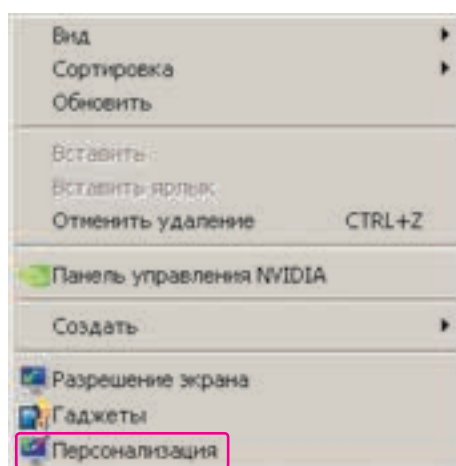 Вид
Сортировка
Обновить
Вставить
Вставить ярлык
Отменить удаление CTRL+Z
Панель управления NVIDIA
Создать
Разрешение экрана
Гаджеты
Персонализация